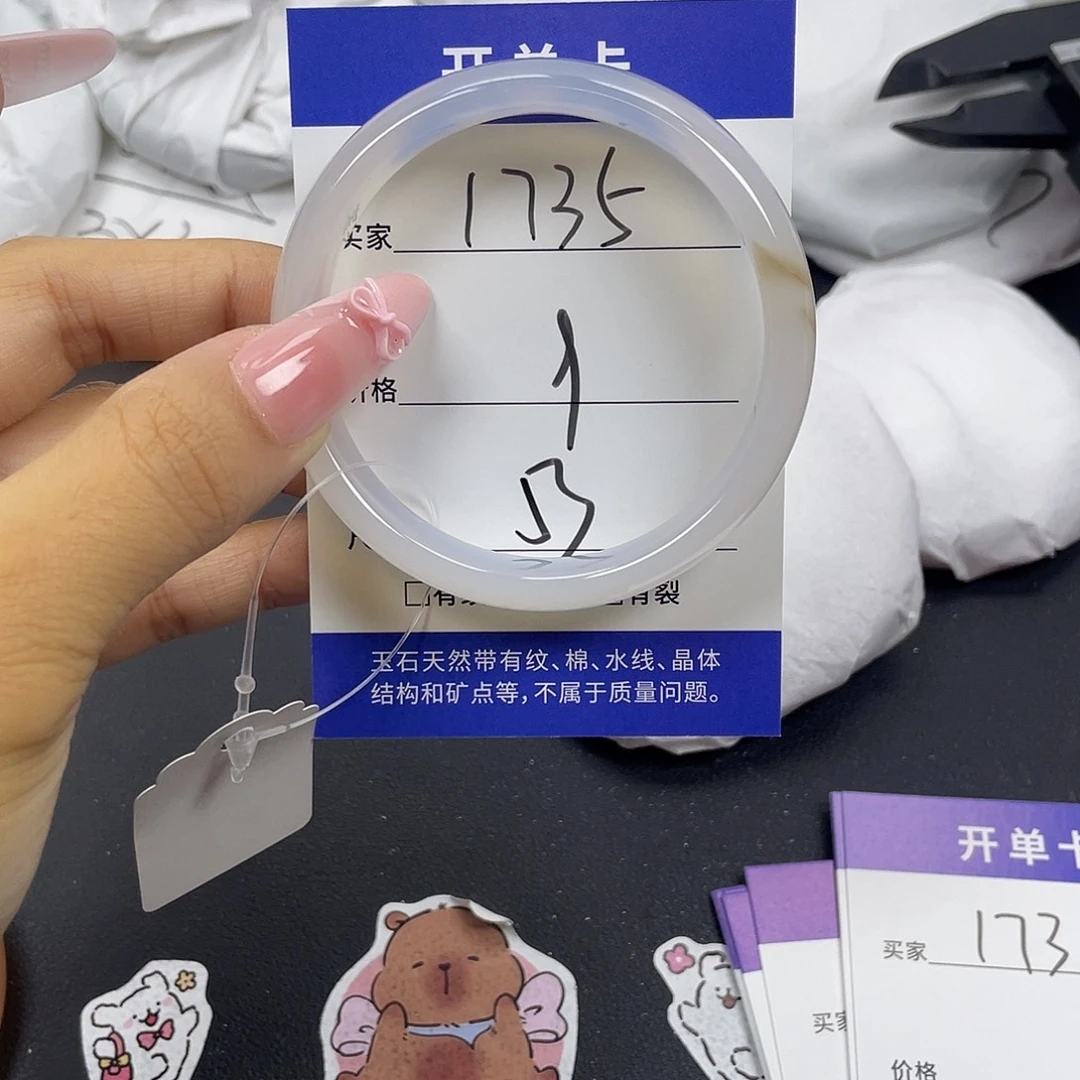 开单卡
买家 1735
价格 1
53
玉石天然带有纹、棉、水线、晶体
结构和矿点等，不属于质量问题。
开单卡
买家 173
买家
价格